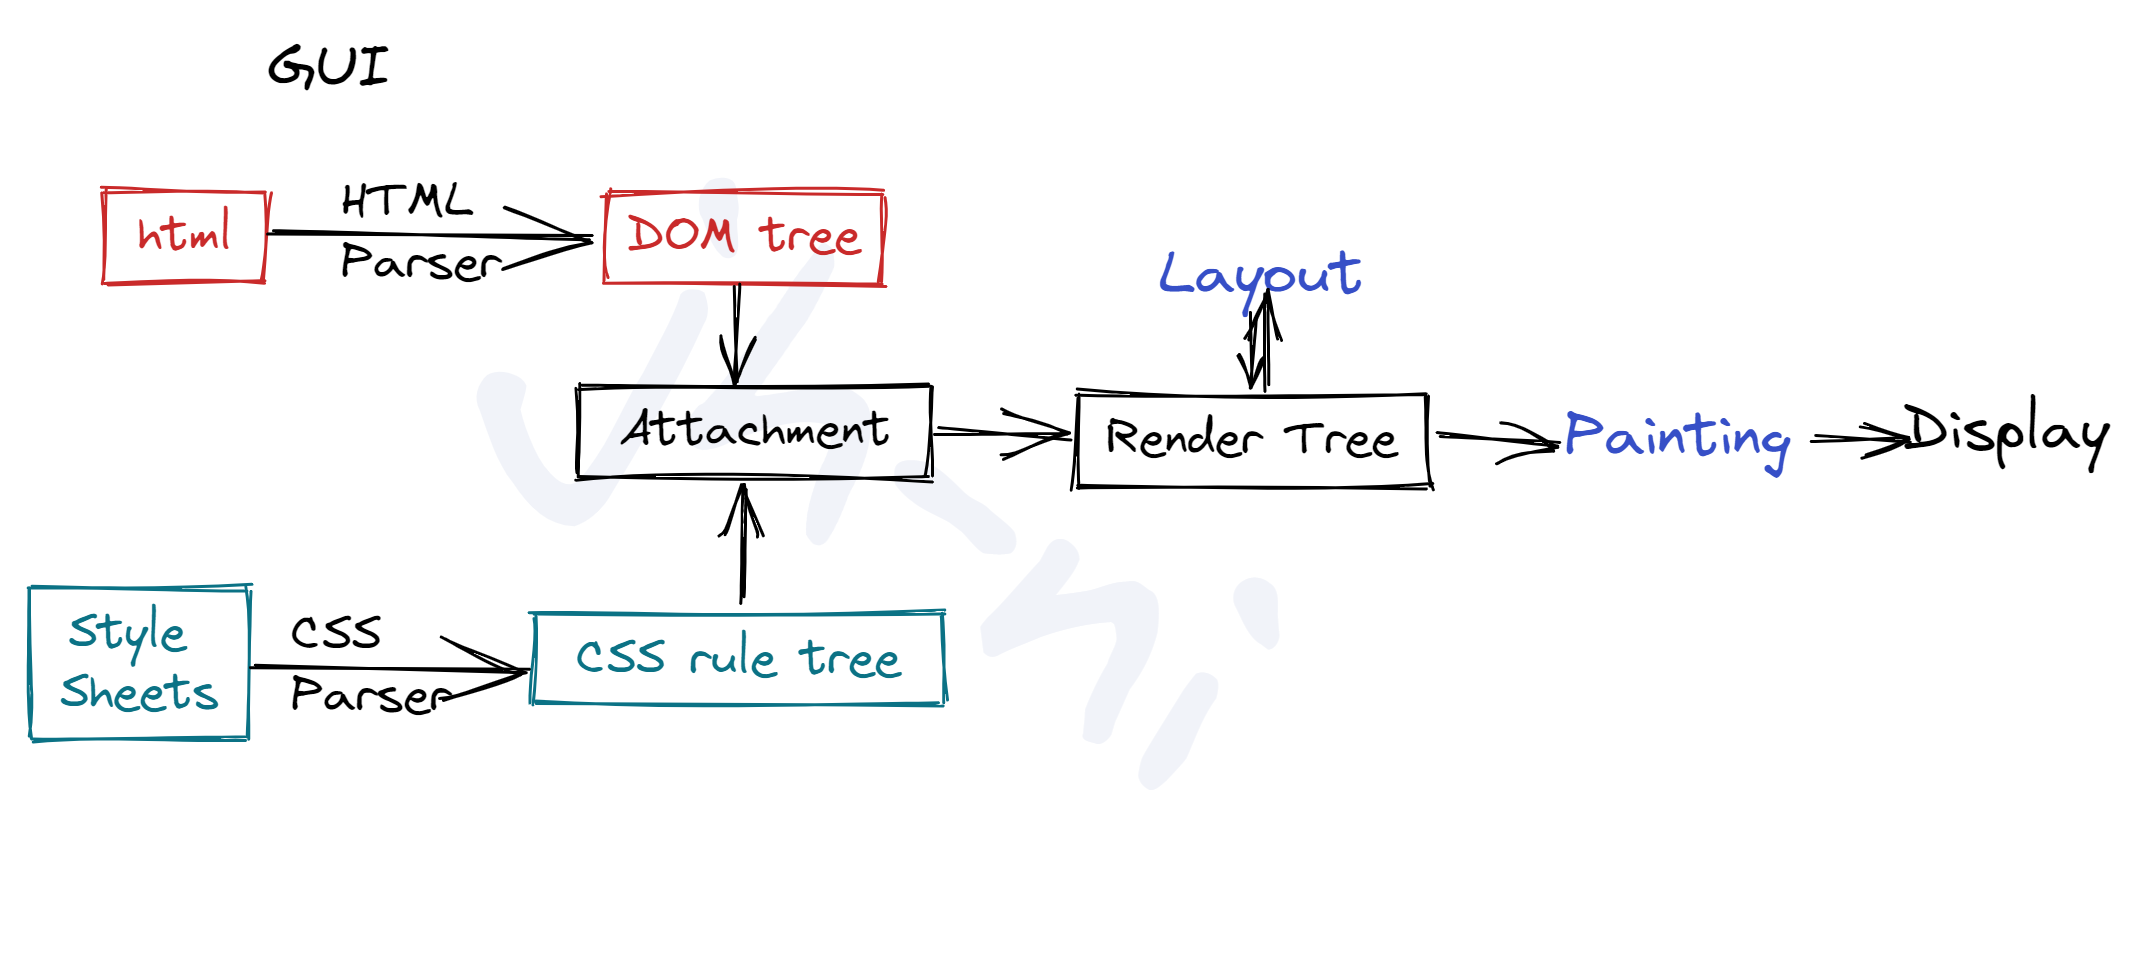 GUI
html
HTML
Parser
DOM tree
Layout
Attachment
Render Tree
Painting
Display
Style
Sheets
CSS
Parser
CSS rule tree